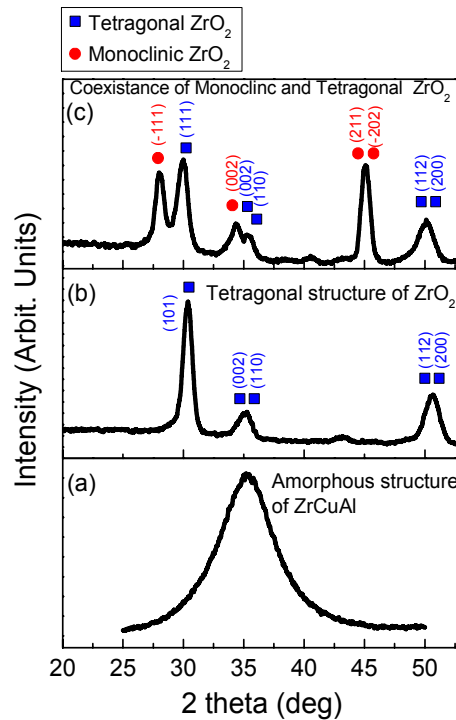 Tetragonal ZrO₂
Monoclinic ZrO₂
Coexistance of Monoclinc and Tetragonal ZrO₂
(c)
(-111)
(111)
(002)
(002)
(110)
(211)
(-202)
(112)
(200)
(b)
Tetragonal structure of ZrO₂
(101)
(002)
(110)
(112)
(200)
(a)
Amorphous structure
of ZrCuAl
Intensity (Arbit. Units)
20 25 30 35 40 45 50
2 theta (deg)